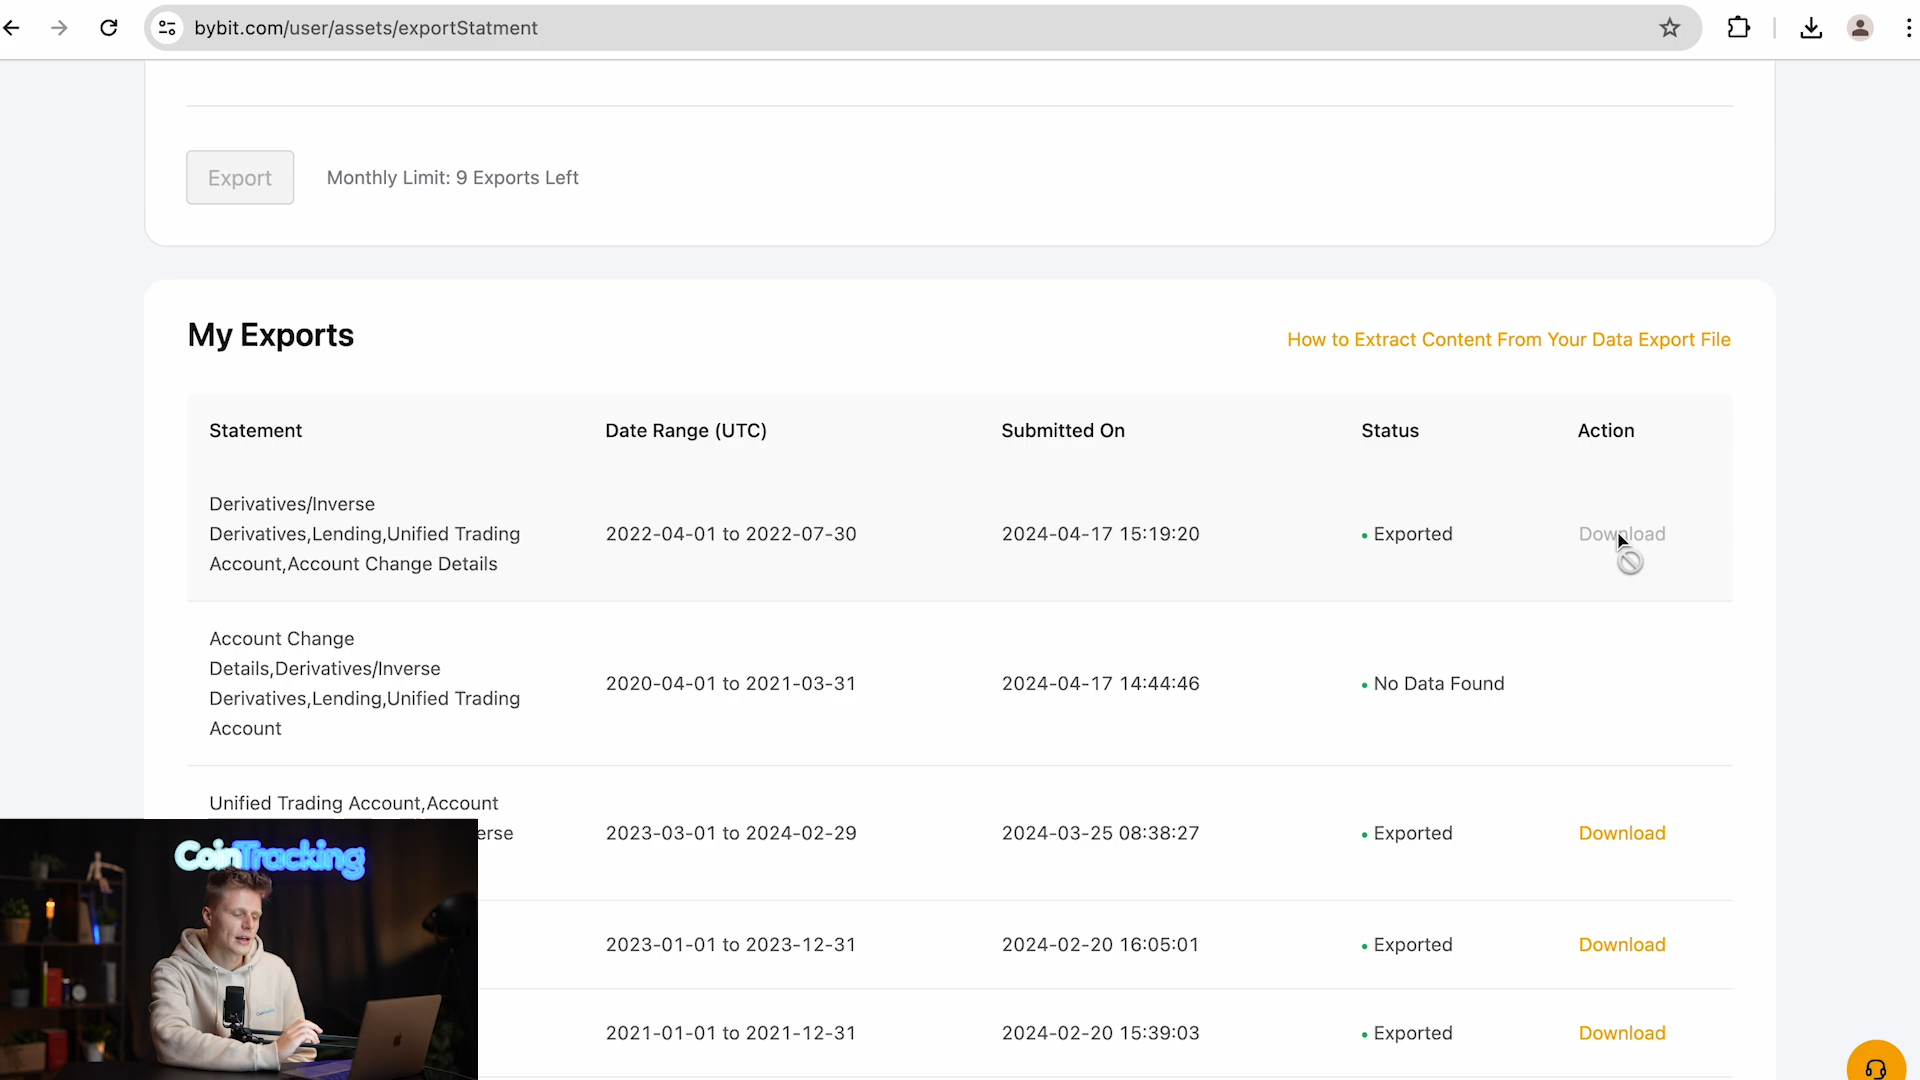 bybit.com/user/assets/exportStatment
Export
Monthly Limit: 9 Exports Left
My Exports
How to Extract Content From Your Data Export File
Statement
Date Range (UTC)
Submitted On
Status
Action
Derivatives/Inverse
Derivatives,Lending,Unified Trading
Account,Account Change Details
2022-04-01 to 2022-07-30
2024-04-17 15:19:20
Exported
Download
Account Change
Details,Derivatives/Inverse
Derivatives,Lending,Unified Trading
Account
2020-04-01 to 2021-03-31
2024-04-17 14:44:46
No Data Found
Unified Trading Account,Account
erse
2023-03-01 to 2024-02-29
2024-03-25 08:38:27
Exported
Download
2023-01-01 to 2023-12-31
2024-02-20 16:05:01
Exported
Download
2021-01-01 to 2021-12-31
2024-02-20 15:39:03
Exported
Download
CoinTracking